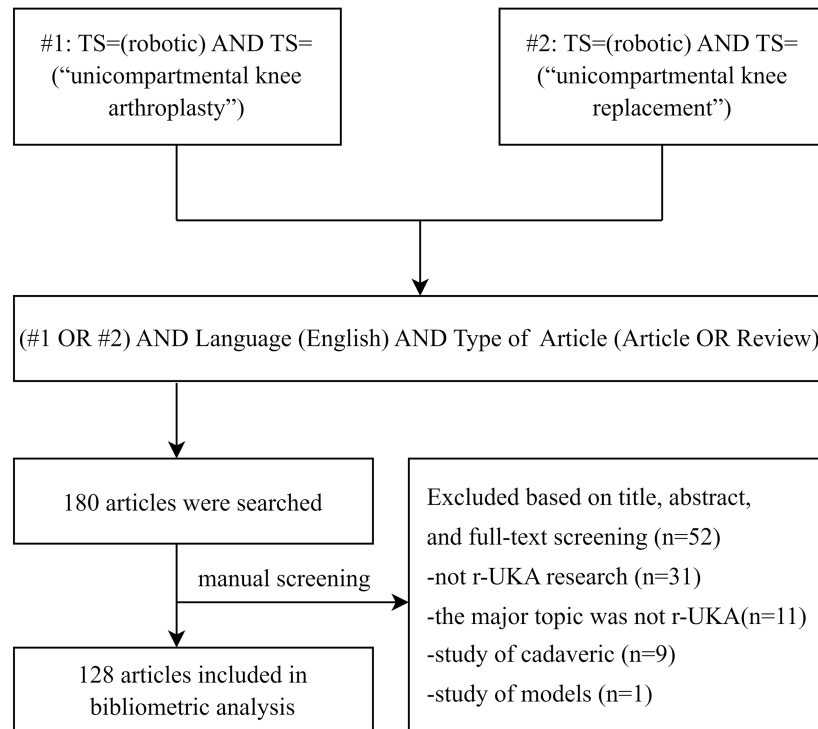 #1: TS=(robotic) AND TS=
(“unicompartmental knee
arthroplasty”)
#2: TS=(robotic) AND TS=
(“unicompartmental knee
replacement”)
(#1 OR #2) AND Language (English) AND Type of Article (Article OR Review)
180 articles were searched
manual screening
Excluded based on title, abstract,
and full-text screening (n=52)
-not r-UKA research (n=31)
-the major topic was not r-UKA(n=11)
-study of cadaveric (n=9)
-study of models (n=1)
128 articles included in
bibliometric analysis